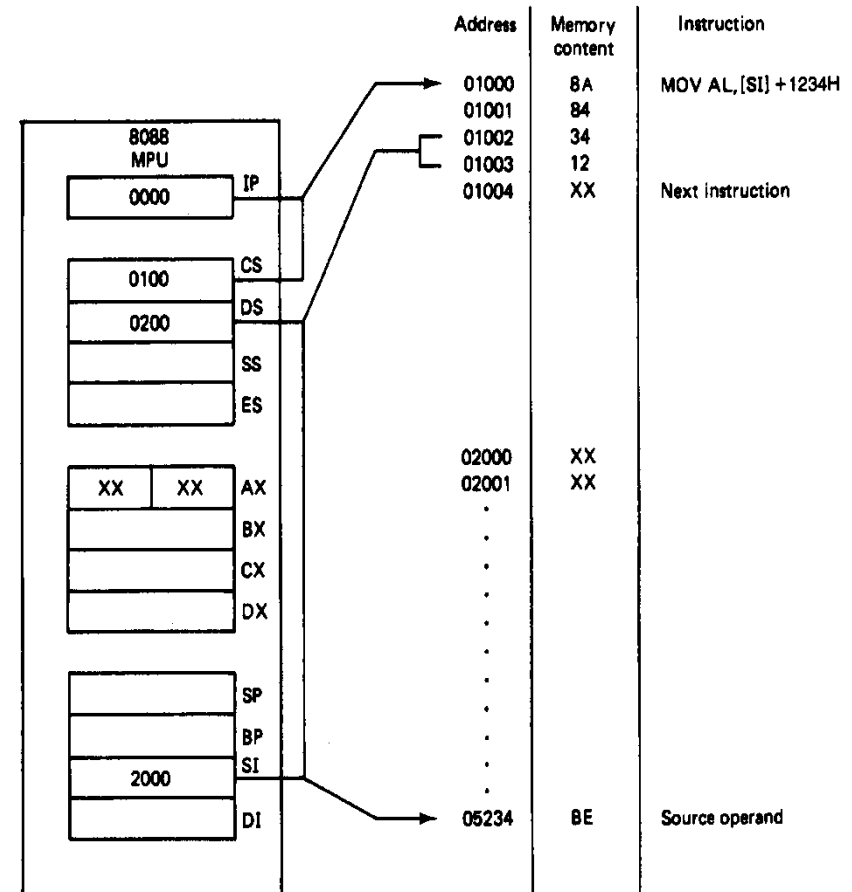 Address Memory content Instruction
01000 8A MOV AL, [SI] +1234H
01001 84
01002 34
01003 12
01004 XX Next instruction
8088
MPU
0000 IP
0100 CS
0200 DS
SS
ES
02000 XX
02001 XX
XX XX AX
BX
CX
DX
SP
BP
2000 SI
DI
05234 BE Source operand